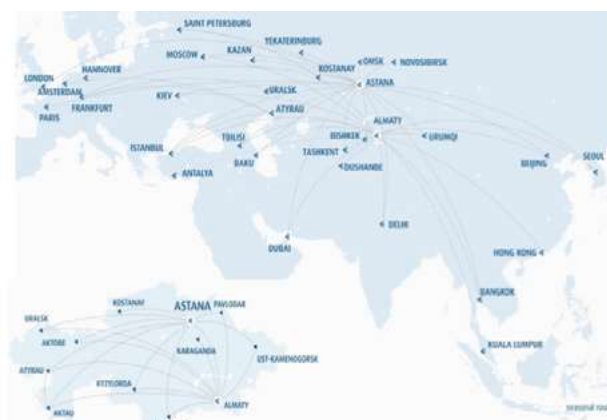 SAINT PETERSBURG
YEKATERINBURG
KAZAN
MOSCOW
OMSK
NOVOSIBIRSK
HANNOVER
KOSTANAY
LONDON
ASTANA
AMSTERDAM
URALSK
KIEV
FRANKFURT
PARIS
ATYRAU
ALMATY
BISHKEK
URUMQI
TBILISI
ISTANBUL
TASHKENT
BAKU
BEIJING
SEOUL
DUSHANBE
ANTALYA
DELHI
DUBAI
HONG KONG
BANGKOK
KOSTANAY
ASTANA
PAVLODAR
URALSK
AKTOBE
KARAGANDA
KUALA LUMPUR
UST-KAMENOGORSK
ATYRAU
KYZYLORDA
ALMATY
AKTAU
seasonal